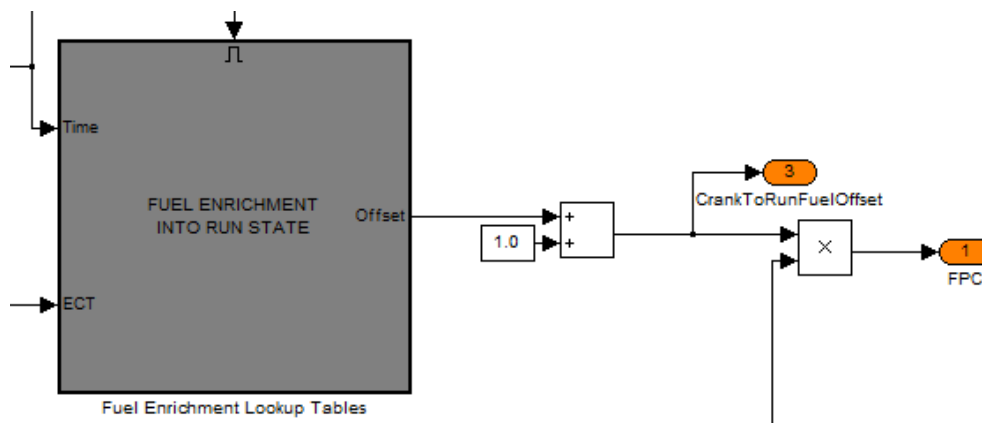 Time
FUEL ENRICHMENT
INTO RUN STATE
Offset
ECT
Fuel Enrichment Lookup Tables
1.0
+
+
3
CrankToRunFuelOffset
×
1
FPC